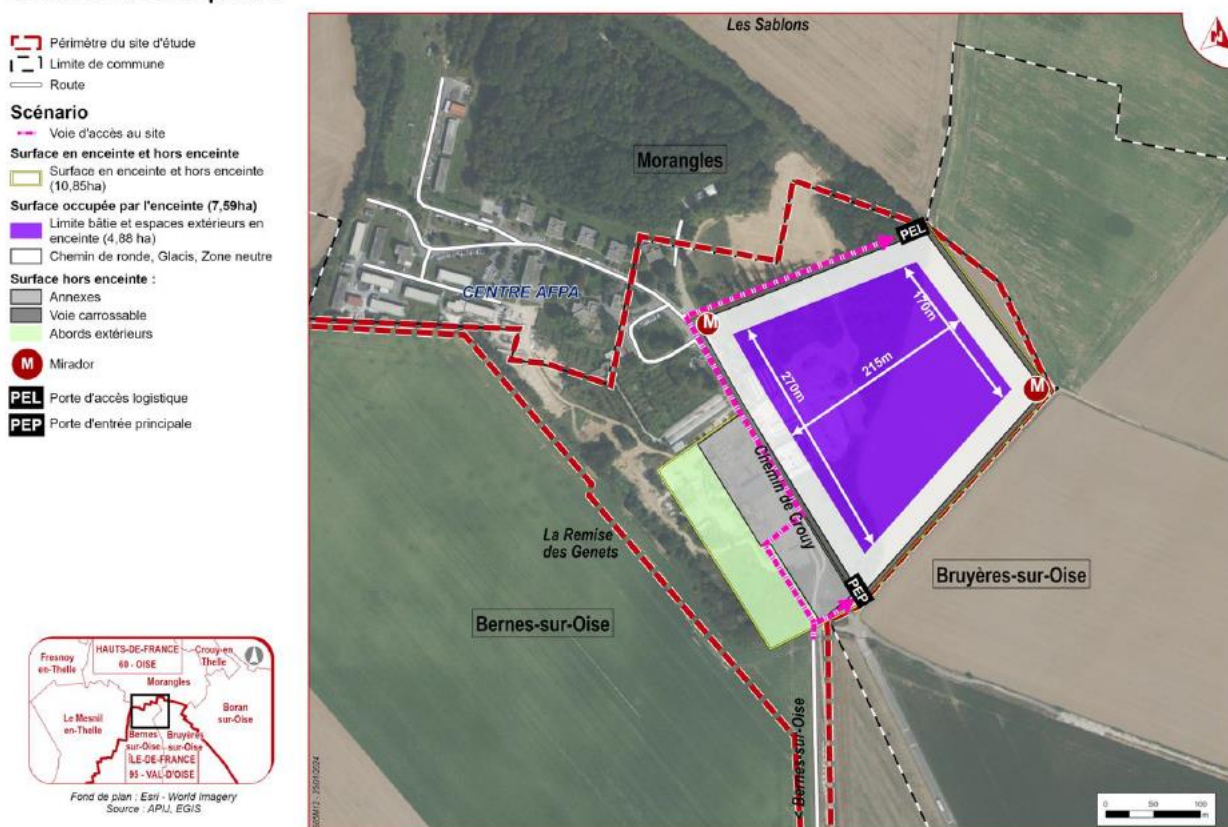 Périmètre du site d'étude
Limite de commune
Route
Scénario
Voie d'accès au site
Surface en enceinte et hors enceinte
Surface en enceinte et hors enceinte
(10,85ha)
Surface occupée par l'enceinte (7,59ha)
Limite bâtie et espaces extérieurs en
enceinte (4,88 ha)
Chemin de ronde, Glacis, Zone neutre
Surface hors enceinte :
Annexes
Voie carrossable
Abords extérieurs
M Mirador
PEL Porte d'accès logistique
PEP Porte d'entrée principale
HAUTS-DE-FRANCE
60 - OISE
Fresnoy
en-Thelle
Crouy-en
Thelle
Morangles
Le Mesnil
en-Thelle
Boran
sur-Oise
Bernes
sur-Oise
Bruyères
sur-Oise
ÎLE-DE-FRANCE
95 - VAL-D'OISE
Fond de plan : Esri - World Imagery
Source : APIJ, EGIS
Les Sablons
N
Morangles
PEL
CENTRE AFPA
M
170m
215m
270m
M
Chemin de Crouy
La Remise
des Genets
PEP
Bruyères-sur-Oise
Bernes-sur-Oise
< Bernes-sur-Oise
0 50 100
m